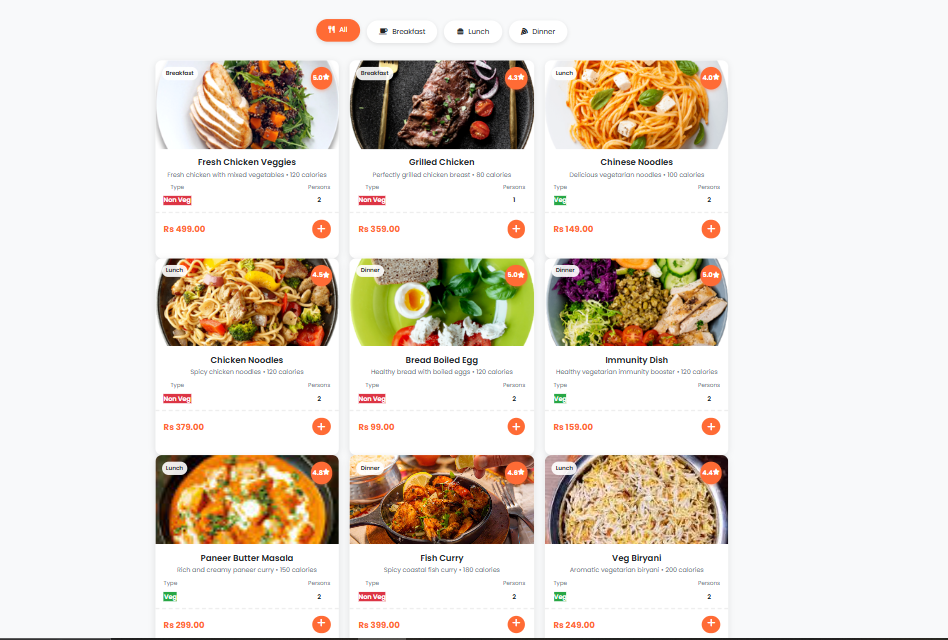 All Breakfast Lunch Dinner
Breakfast 5.0
Fresh Chicken Veggies
Fresh chicken with mixed vegetables • 120 calories
Type Persons
Non Veg 2
Rs 499.00 +
Breakfast 4.3
Grilled Chicken
Perfectly grilled chicken breast • 80 calories
Type Persons
Non Veg 1
Rs 359.00 +
Lunch 4.0
Chinese Noodles
Delicious vegetarian noodles • 100 calories
Type Persons
Veg 2
Rs 149.00 +
Lunch 4.5
Chicken Noodles
Spicy chicken noodles • 120 calories
Type Persons
Non Veg 2
Rs 379.00 +
Dinner 5.0
Bread Boiled Egg
Healthy bread with boiled eggs • 120 calories
Type Persons
Non Veg 2
Rs 99.00 +
Dinner 5.0
Immunity Dish
Healthy vegetarian immunity booster • 120 calories
Type Persons
Veg 2
Rs 159.00 +
Lunch 4.8
Paneer Butter Masala
Rich and creamy paneer curry • 150 calories
Type Persons
Veg 2
Rs 299.00 +
Dinner 4.6
Fish Curry
Spicy coastal fish curry • 180 calories
Type Persons
Non Veg 2
Rs 399.00 +
Lunch 4.4
Veg Biryani
Aromatic vegetarian biryani • 200 calories
Type Persons
Veg 2
Rs 249.00 +